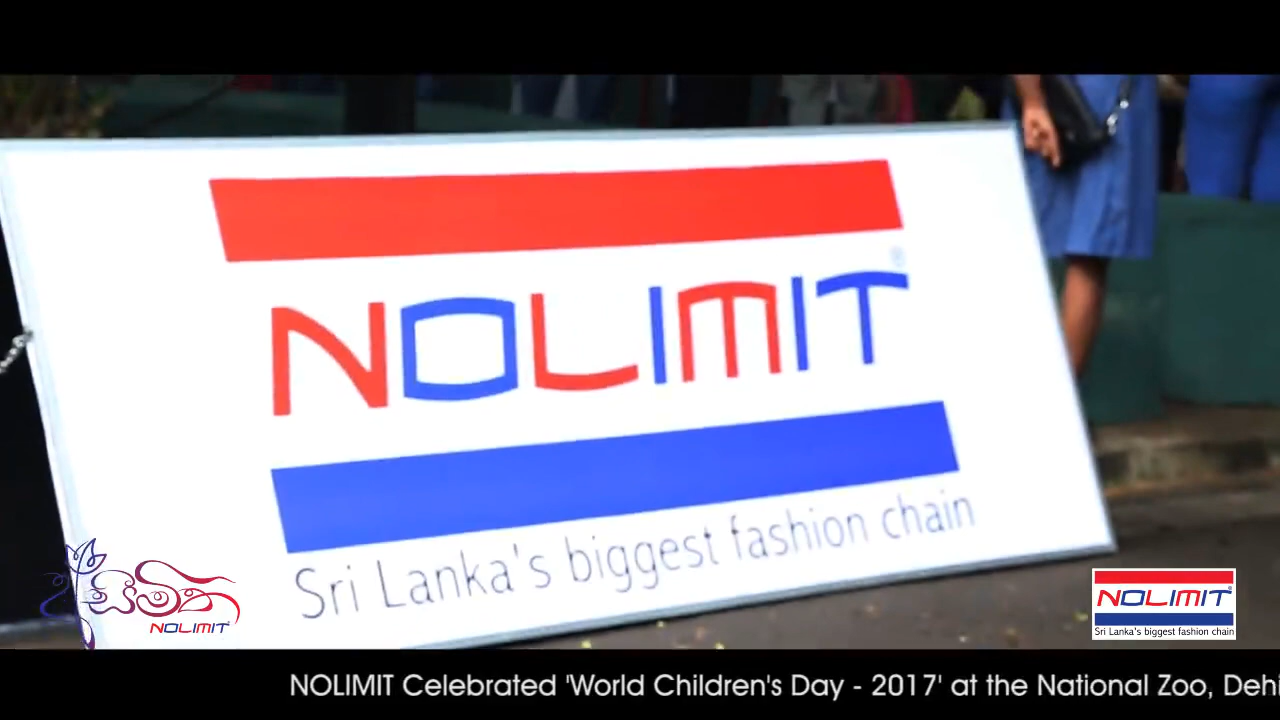 NOLIMIT
Sri Lanka's biggest fashion chain
අසීමිත
NOLIMIT
NOLIMIT
Sri Lanka's biggest fashion chain
NOLIMIT Celebrated 'World Children's Day - 2017' at the National Zoo, Dehi